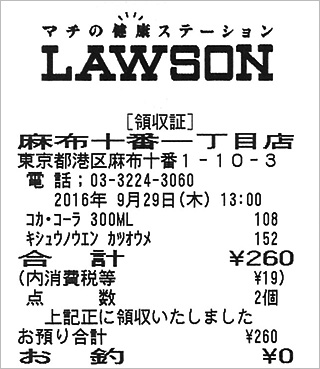 マチの健康ステーション
LAWSON
［領収証］
麻布十番一丁目店
東京都港区麻布十番１－１０－３
電 話；03-3224-3060
2016年 9月29日(木) 13:00
コカ・コーラ 300ML 108
キシュウノウエン カツオウメ 152
合 計 ¥260
(内消費税等 ¥19)
点 数 2個
上記正に領収いたしました
お預り合計 ¥260
お 釣 ¥0